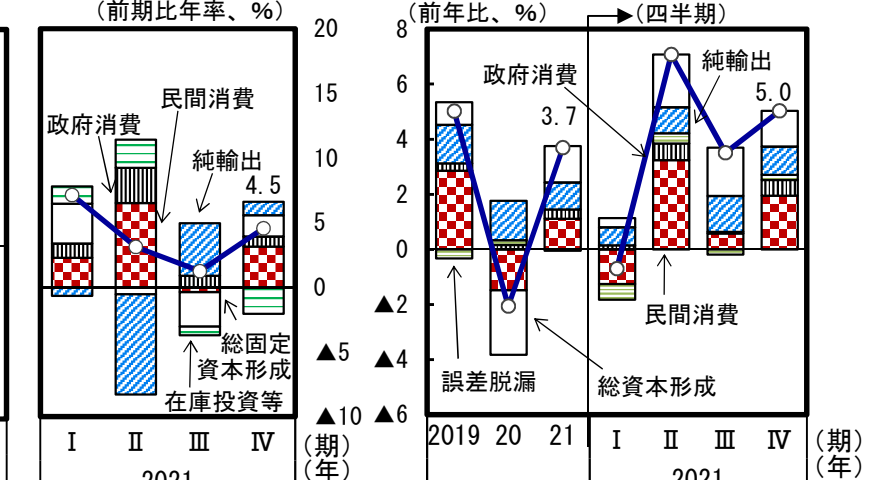 （前期比年率、%）
20
15
10
5
0
▲5
▲10
民間消費
政府消費
純輸出
4.5
総固定
資本形成
在庫投資等
Ⅰ Ⅱ Ⅲ Ⅳ （期）
2021 （年）
（前年比、%）
（四半期）
8
6
4
2
0
▲2
▲4
▲6
政府消費
純輸出
3.7
5.0
民間消費
誤差脱漏
総資本形成
2019 20 21 Ⅰ Ⅱ Ⅲ Ⅳ （期）
2021 （年）